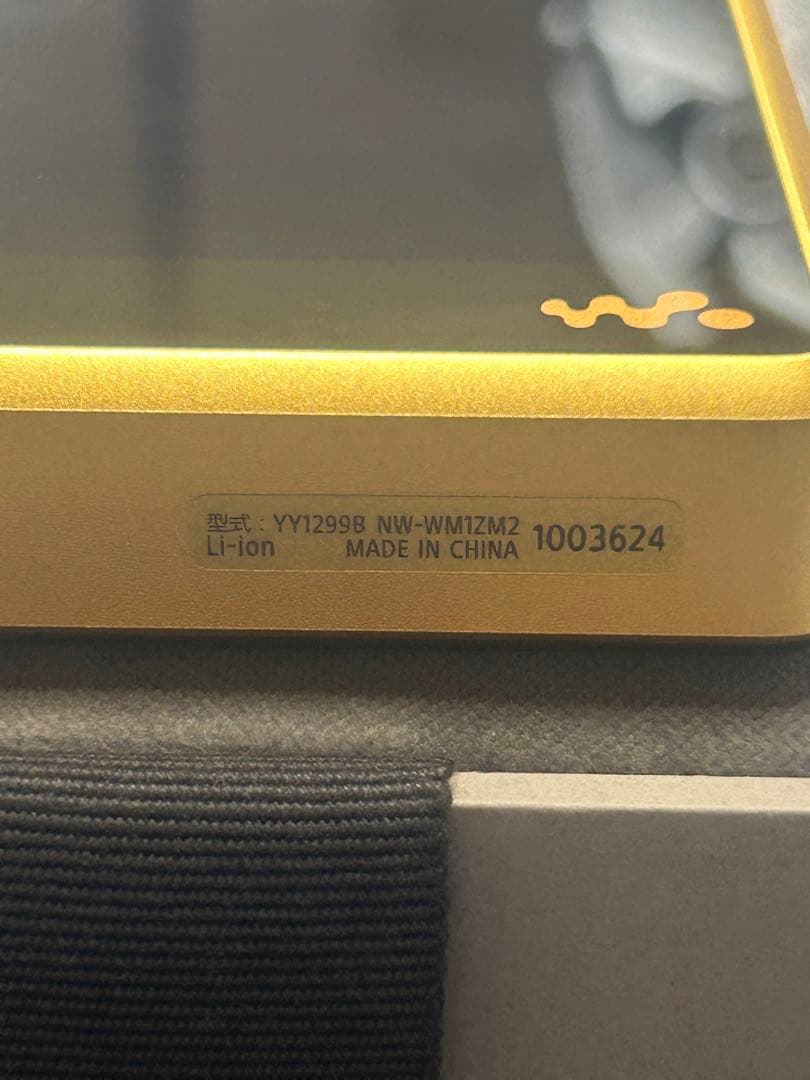 型式 : YY1299B NW-WM1ZM2 1003624
Li-ion MADE IN CHINA